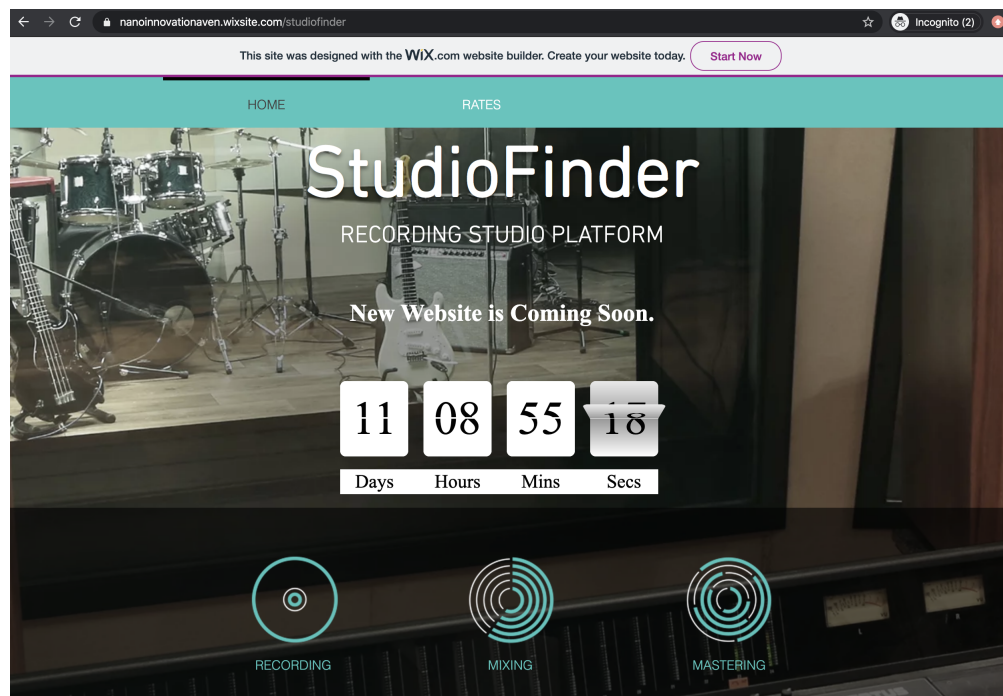 nanoinnovationaven.wixsite.com/studiofinder
Incognito (2)
This site was designed with the WiX.com website builder. Create your website today. Start Now
HOME RATES
StudioFinder
RECORDING STUDIO PLATFORM
New Website is Coming Soon.
11 08 55 18
Days Hours Mins Secs
RECORDING MIXING MASTERING